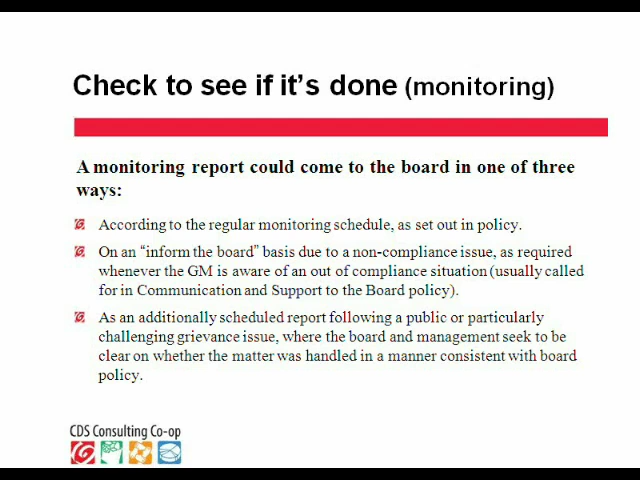 Check to see if it's done (monitoring)
A monitoring report could come to the board in one of three
ways:
According to the regular monitoring schedule, as set out in policy.
On an “inform the board” basis due to a non-compliance issue, as required
whenever the GM is aware of an out of compliance situation (usually called
for in Communication and Support to the Board policy).
As an additionally scheduled report following a public or particularly
challenging grievance issue, where the board and management seek to be
clear on whether the matter was handled in a manner consistent with board
policy.
CDS Consulting Co-op